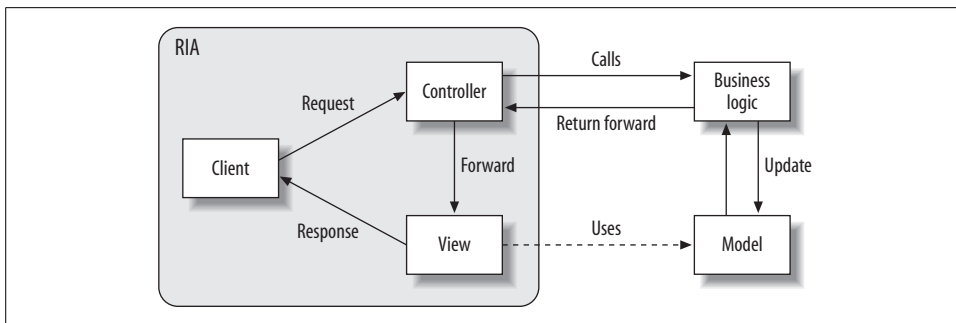 RIA
Calls
Controller
Business
logic
Request
Return forward
Client
Forward
Update
Response
Uses
View
Model